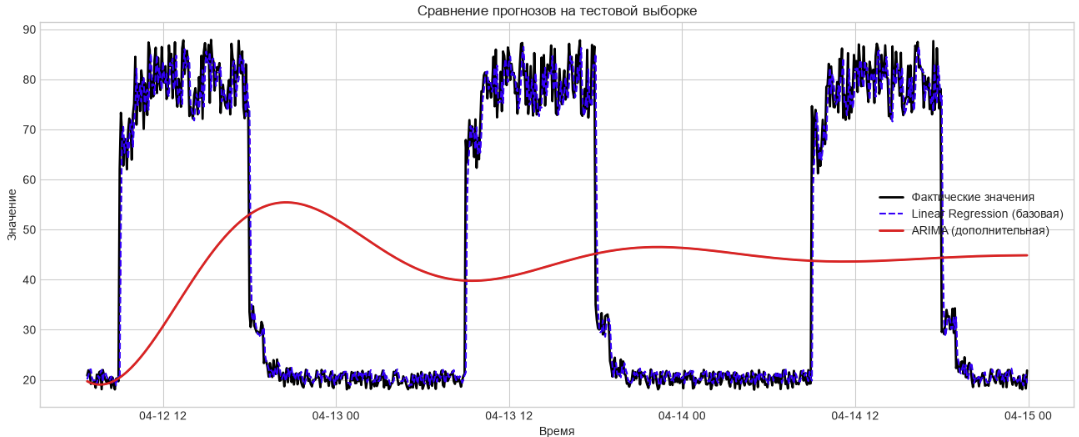 Сравнение прогнозов на тестовой выборке
Значение
90
80
70
60
50
40
30
20
Фактические значения
Linear Regression (базовая)
ARIMA (дополнительная)
04-12 12
04-13 00
04-13 12
04-14 00
04-14 12
04-15 00
Время